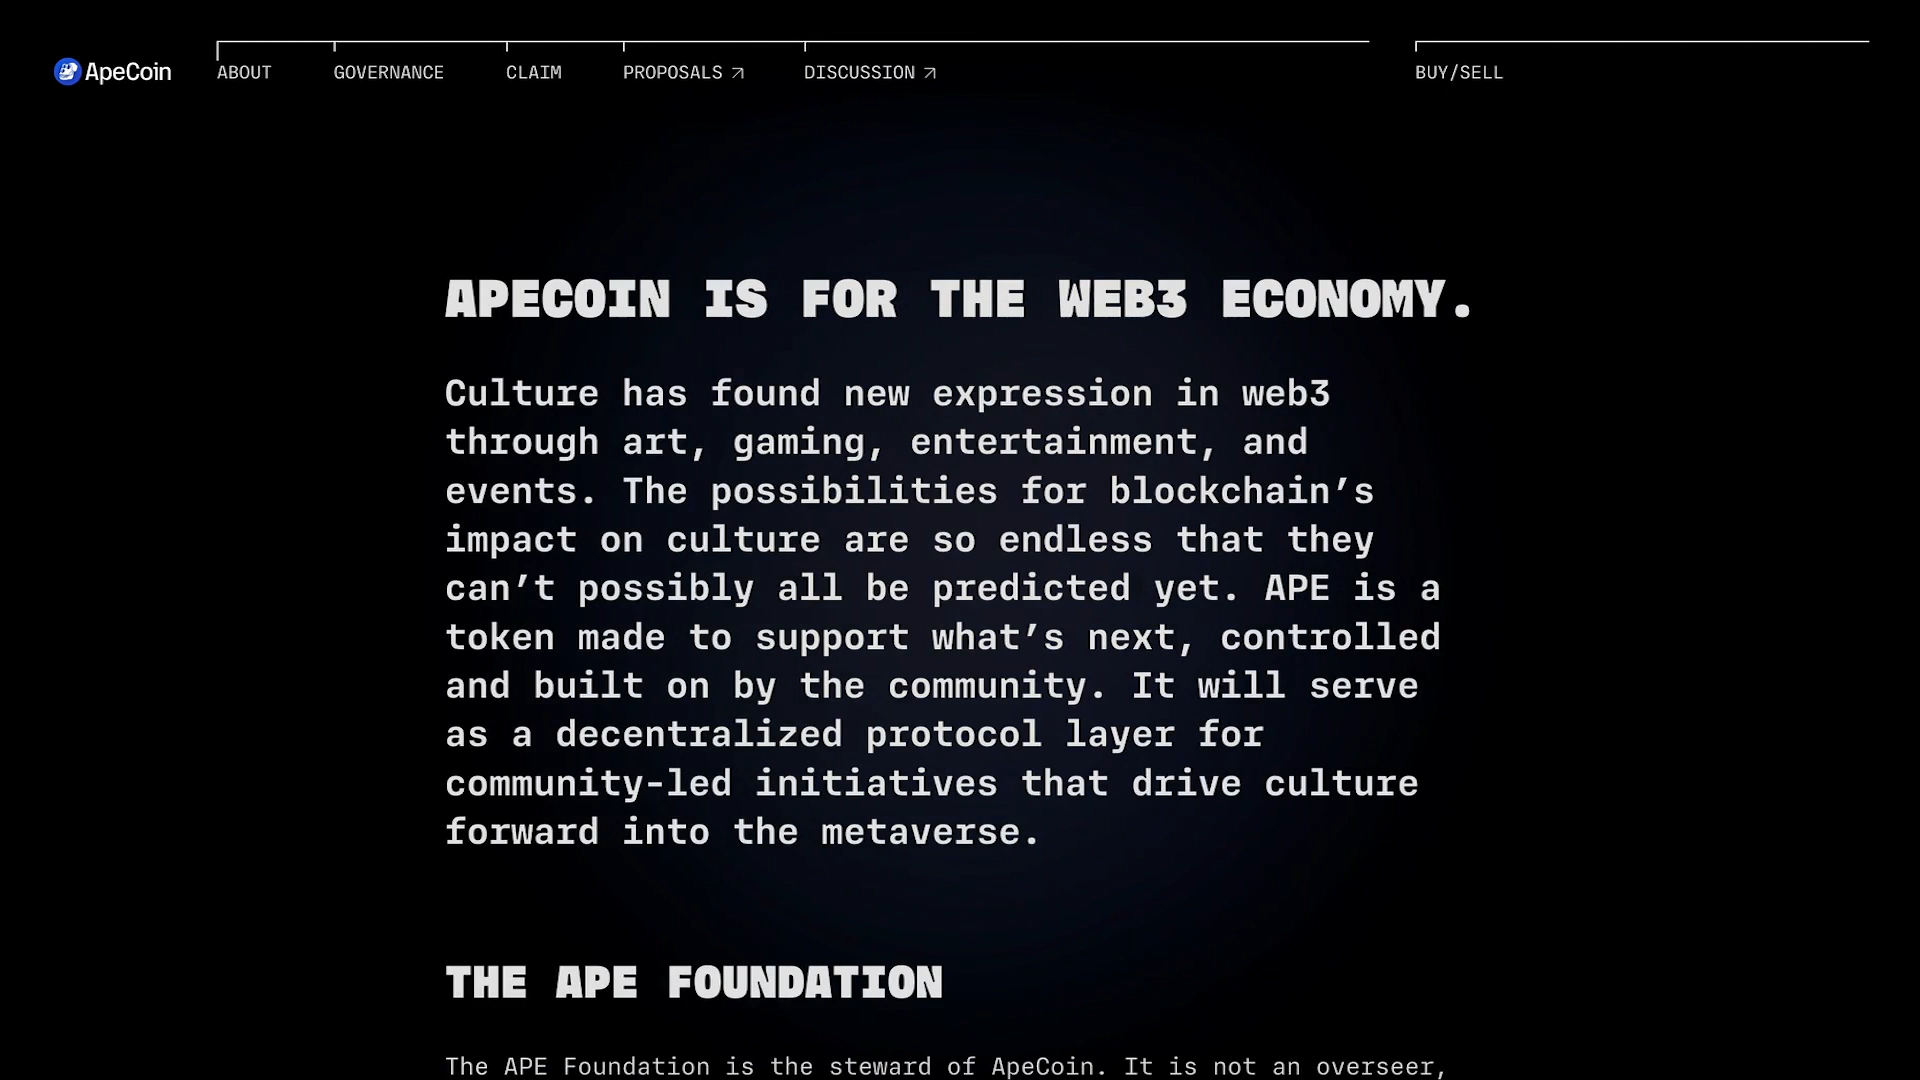 ApeCoin
ABOUT
GOVERNANCE
CLAIM
PROPOSALS
DISCUSSION
BUY/SELL
APECOIN IS FOR THE WEB3 ECONOMY.
Culture has found new expression in web3
through art, gaming, entertainment, and
events. The possibilities for blockchain’s
impact on culture are so endless that they
can’t possibly all be predicted yet. APE is a
token made to support what’s next, controlled
and built on by the community. It will serve
as a decentralized protocol layer for
community-led initiatives that drive culture
forward into the metaverse.
THE APE FOUNDATION
The APE Foundation is the steward of ApeCoin. It is not an overseer,